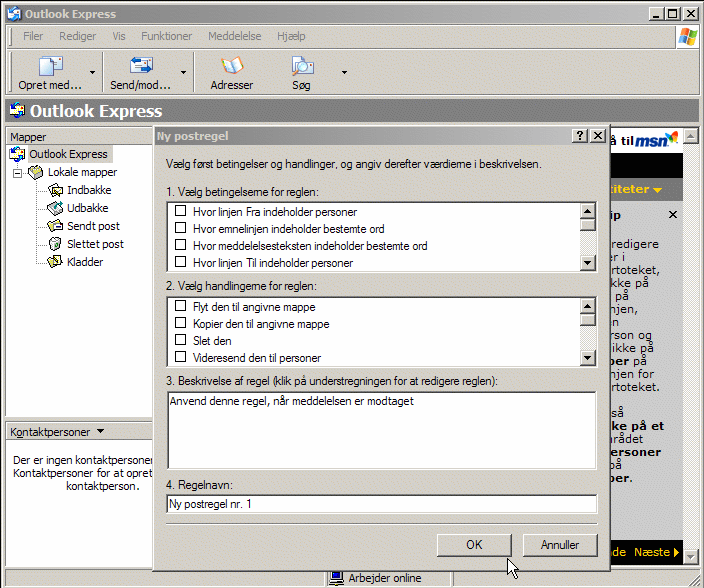 Outlook Express
Filer Rediger Vis Funktioner Meddelelse Hjælp
Opret med... Send/mod... Adresser Søg
Outlook Express
Mapper
Outlook Express
Lokale mapper
Indbakke
Udbakke
Sendt post
Slettet post
Kladder
Kontaktpersoner
Der er ingen kontaktpersoner
Kontaktpersoner for at opret
kontaktperson.
Ny postregel
Vælg først betingelser og handlinger, og angiv derefter værdierne i beskrivelsen.
1. Vælg betingelserne for reglen:
Hvor linjen Fra indeholder personer
Hvor emnelinjen indeholder bestemte ord
Hvor meddelelsesteksten indeholder bestemte ord
Hvor linjen Til indeholder personer
2. Vælg handlingerne for reglen:
Flyt den til angivne mappe
Kopier den til angivne mappe
Slet den
Videresend den til personer
3. Beskrivelse af regel (klik på understregningen for at redigere reglen):
Anvend denne regel, når meddelelsen er modtaget
4. Regelnavn:
Ny postregel nr. 1
OK Annuller
å til msn
iteter
ip
redigere
er i
rtoteket,
kke på
på
njen,
en
rson og
ikke på
per på
njen for
rtoteket.
så
ke på et
rådet
ersoner
på
per.
de Næste
Arbejder online